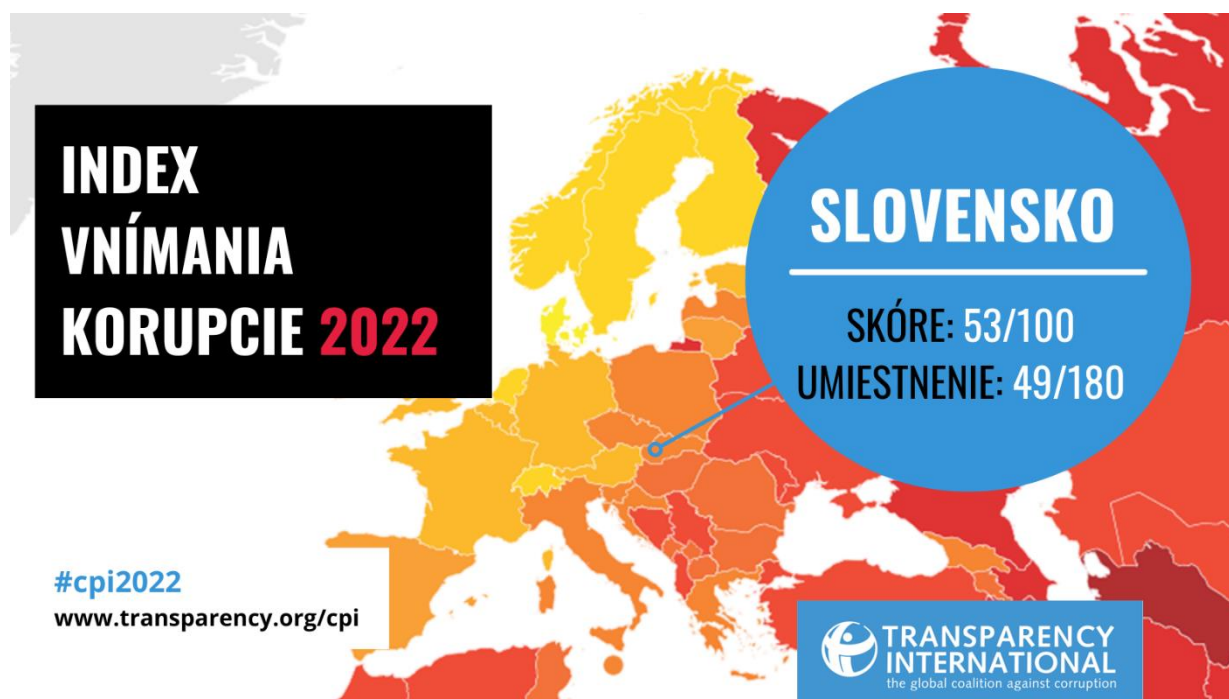 INDEX
VNÍMANIA
KORUPCIE 2022
SLOVENSKO
SKÓRE: 53/100
UMIESTNENIE: 49/180
#cpi2022
www.transparency.org/cpi
TRANSPARENCY
INTERNATIONAL
the global coalition against corruption